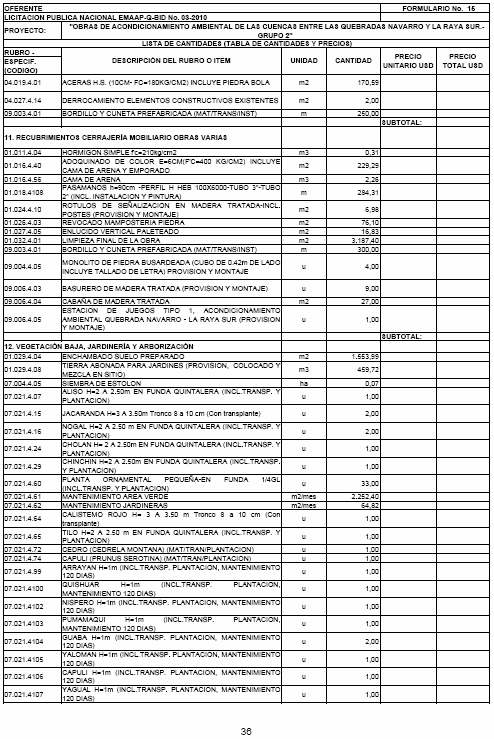 OFERENTE FORMULARIO No. 15
LICITACION PUBLICA NACIONAL EMAAP-Q-BID No. 03-2010
PROYECTO: "OBRAS DE ACONDICIONAMIENTO AMBIENTAL DE LAS CUENCAS ENTRE LAS QUEBRADAS NAVARRO Y LA RAYA SUR.-
GRUPO 2"
LISTA DE CANTIDADES (TABLA DE CANTIDADES Y PRECIOS)
RUBRO - ESPECIF. (CODIGO) DESCRIPCIÓN DEL RUBRO O ITEM UNIDAD CANTIDAD PRECIO UNITARIO USD PRECIO TOTAL USD
04.019.4.01 ACERAS H.S. (10CM- FC=180KG/CM2) INCLUYE PIEDRA BOLA m2 170,59
04.027.4.14 DERROCAMIENTO ELEMENTOS CONSTRUCTIVOS EXISTENTES m2 2,00
09.003.4.01 BORDILLO Y CUNETA PREFABRICADA (MAT/TRANS/INST) m 250,00
SUBTOTAL:
11. RECUBRIMIENTOS CERRAJERÍA MOBILIARIO OBRAS VARIAS
01.011.4.04 HORMIGON SIMPLE f'c=210kg/cm2 m3 0,31
01.016.4.40 ADOQUINADO DE COLOR E=6CM(F'C=400 KG/CM2) INCLUYE
CAMA DE ARENA Y EMPORADO m2 229,29
01.016.4.56 CAMA DE ARENA m3 2,26
01.018.4108 PASAMANOS h=90cm -PERFIL H HEB 100X6000-TUBO 3"-TUBO
2" (INCL. INSTALACION Y PINTURA) m 284,31
01.024.4.10 ROTULOS DE SEÑALIZACION EN MADERA TRATADA-INCL.
POSTES (PROVISION Y MONTAJE) m2 6,98
01.026.4.03 REVOCADO MAMPOSTERIA PIEDRA m2 76,10
01.027.4.05 ENLUCIDO VERTICAL PALETEADO m2 16,83
01.032.4.01 LIMPIEZA FINAL DE LA OBRA m2 3.187,40
09.003.4.01 BORDILLO Y CUNETA PREFABRICADA (MAT/TRANS/INST) m 300,00
09.004.4.05 MONOLITO DE PIEDRA BUSARDEADA (CUBO DE 0.42m DE LADO
INCLUYE TALLADO DE LETRA) PROVISION Y MONTAJE u 4,00
09.006.4.03 BASURERO DE MADERA TRATADA (PROVISION Y MONTAJE) u 9,00
09.006.4.04 CABAÑA DE MADERA TRATADA m2 27,00
09.006.4.05 ESTACION DE JUEGOS TIPO 1, ACONDICIONAMIENTO
AMBIENTAL QUEBRADA NAVARRO - LA RAYA SUR (PROVISION
Y MONTAJE) u 1,00
SUBTOTAL:
12. VEGETACIÓN BAJA, JARDINERÍA Y ARBORIZACIÓN
01.029.4.04 ENCHAMBADO SUELO PREPARADO m2 1.553,99
01.029.4.08 TIERRA ABONADA PARA JARDINES (PROVISION, COLOCADO Y
MEZCLA EN SITIO) m3 459,72
07.004.4.05 SIEMBRA DE ESTOLON ha 0,07
07.021.4.07 ALISO H=2 A 2.50m EN FUNDA QUINTALERA (INCL.TRANSP. Y
PLANTACION) u 1,00
07.021.4.15 JACARANDA H=3 A 3.50m Tronco 8 a 10 cm (Con transplante) u 2,00
07.021.4.16 NOGAL H=2 A 2.50 m EN FUNDA QUINTALERA (INCL.TRANSP. Y
PLANTACION) u 2,00
07.021.4.24 CHOLAN H= 2 A 2.50m EN FUNDA QUINTALERA (INCL.TRANSP. Y
PLANTACION) u 1,00
07.021.4.29 CHINCHIN H=2 A 2.50m EN FUNDA QUINTALERA (INCL.TRANSP.
Y PLANTACION) u 1,00
07.021.4.60 PLANTA ORNAMENTAL PEQUEÑA-EN FUNDA 1/4GL
(INCL.TRANSP. Y PLANTACION) u 33,00
07.021.4.61 MANTENIMIENTO AREA VERDE m2/mes 2.252,40
07.021.4.62 MANTENIMIENTO JARDINERAS m2/mes 64,82
07.021.4.64 CALISTEMO ROJO H= 3 A 3.50 m Tronco 8 a 10 cm (Con
transplante) u 1,00
07.021.4.65 TILO H=2 A 2.50m EN FUNDA QUINTALERA (INCL.TRANSP. Y
PLANTACION) u 1,00
07.021.4.72 CEDRO (CEDRELA MONTANA) (MAT/TRAN/PLANTACION) u 1,00
07.021.4.74 CAPULI (PRUNUS SEROTINA) (MAT/TRAN/PLANTACION) u 1,00
07.021.4.99 ARRAYAN H=1m (INCL.TRANSP. PLANTACION, MANTENIMIENTO
120 DIAS) u 1,00
07.021.4100 QUISHUAR H=1m (INCL.TRANSP. PLANTACION,
MANTENIMIENTO 120 DIAS) u 1,00
07.021.4102 NISPERO H=1m (INCL.TRANSP. PLANTACION, MANTENIMIENTO
120 DIAS) u 1,00
07.021.4103 PUMAMAQUI H=1m (INCL.TRANSP. PLANTACION,
MANTENIMIENTO 120 DIAS) u 1,00
07.021.4104 GUABA H=1m (INCL.TRANSP. PLANTACION, MANTENIMIENTO
120 DIAS) u 2,00
07.021.4105 YALOMAN H=1m (INCL.TRANSP. PLANTACION, MANTENIMIENTO
120 DIAS) u 1,00
07.021.4106 CAPULI H=1m (INCL.TRANSP. PLANTACION, MANTENIMIENTO
120 DIAS) u 1,00
07.021.4107 YAGUAL H=1m (INCL.TRANSP. PLANTACION, MANTENIMIENTO
120 DIAS) u 1,00
36